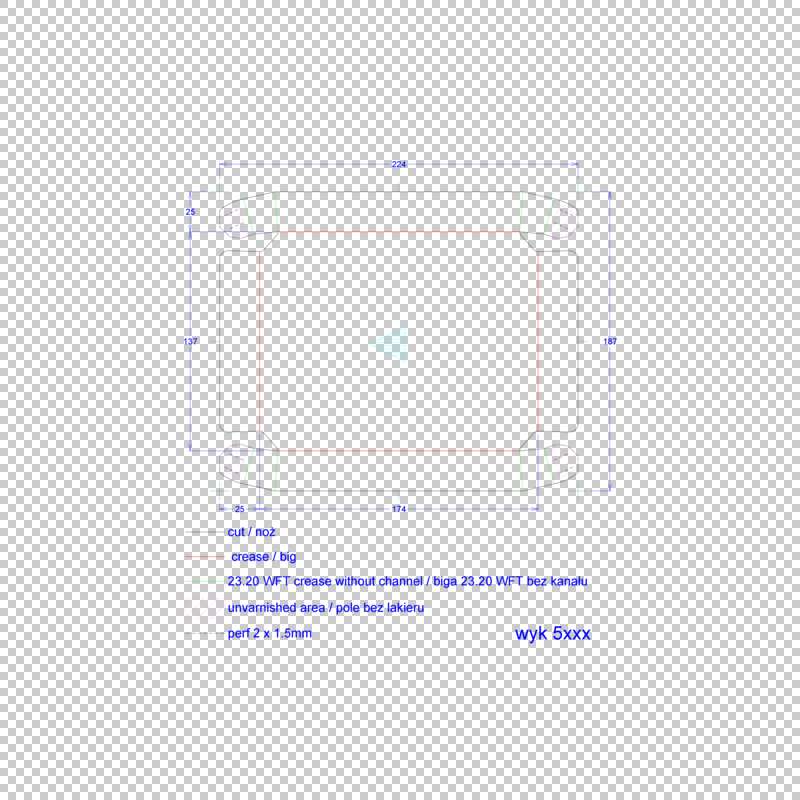 224
25
137
187
25
174
cut / noż
crease / big
23.20 WFT crease without channel / biga 23.20 WFT bez kanału
unvarnished area / pole bez lakieru
perf 2 x 1.5mm
wyk 5xxx